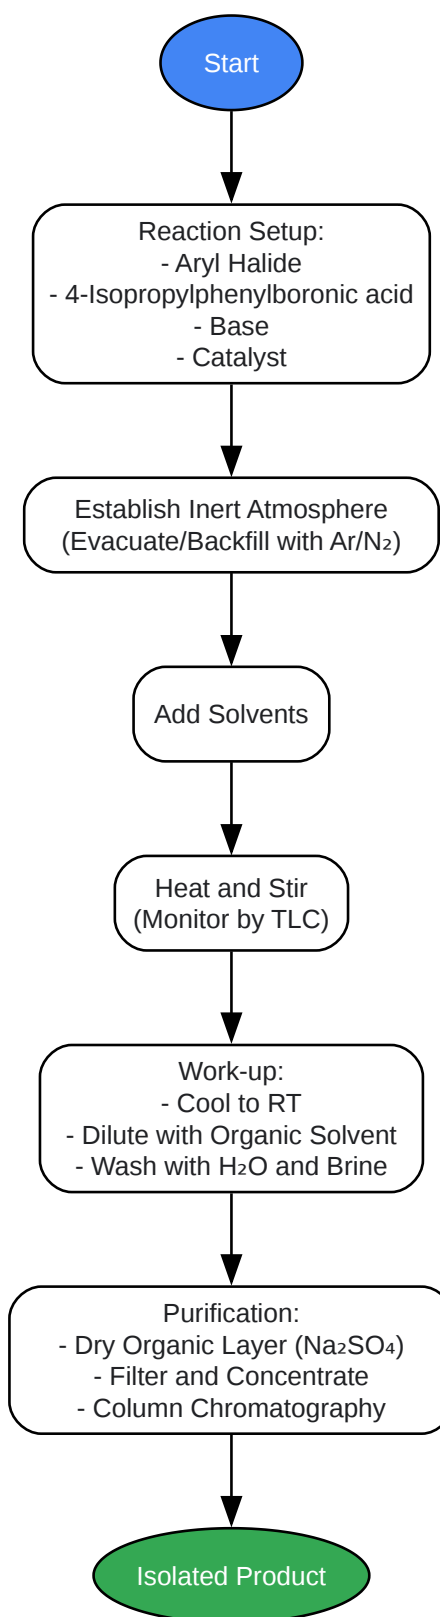 Start
Reaction Setup:
- Aryl Halide
- 4-Isopropylphenylboronic acid
- Base
- Catalyst
Establish Inert Atmosphere
(Evacuate/Backfill with Ar/N₂)
Add Solvents
Heat and Stir
(Monitor by TLC)
Work-up:
- Cool to RT
- Dilute with Organic Solvent
- Wash with H₂O and Brine
Purification:
- Dry Organic Layer (Na₂SO₄)
- Filter and Concentrate
- Column Chromatography
Isolated Product